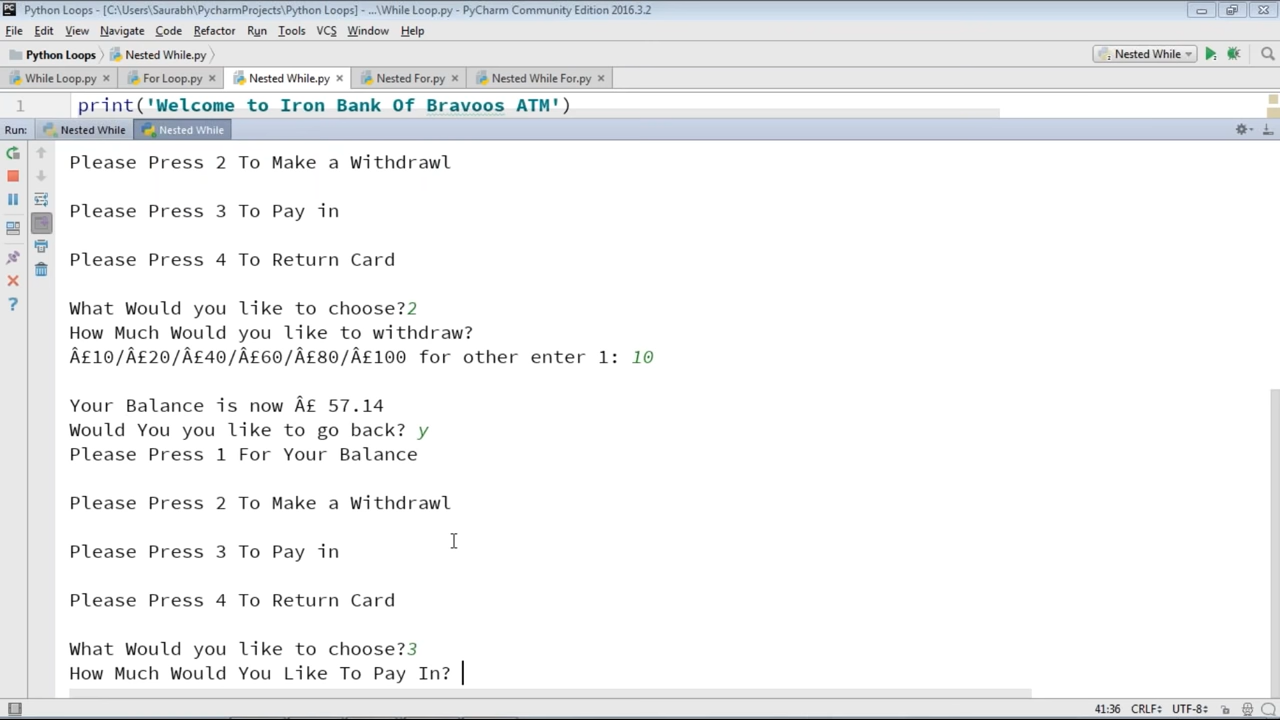 Python Loops - [C:\Users\Saurabh\PycharmProjects\Python Loops] - ...\While Loop.py - PyCharm Community Edition 2016.3.2
File Edit View Navigate Code Refactor Run Tools VCS Window Help
Python Loops Nested While.py Nested While
While Loop.py For Loop.py Nested While.py Nested For.py Nested While For.py
1 print('Welcome to Iron Bank Of Bravoos ATM')
Run: Nested While Nested While
Please Press 2 To Make a Withdrawl
Please Press 3 To Pay in
Please Press 4 To Return Card
What Would you like to choose?2
How Much Would you like to withdraw?
Â£10/Â£20/Â£40/Â£60/Â£80/Â£100 for other enter 1: 10
Your Balance is now Â£ 57.14
Would You you like to go back? y
Please Press 1 For Your Balance
Please Press 2 To Make a Withdrawl
Please Press 3 To Pay in
Please Press 4 To Return Card
What Would you like to choose?3
How Much Would You Like To Pay In?
41:36 CRLF UTF-8